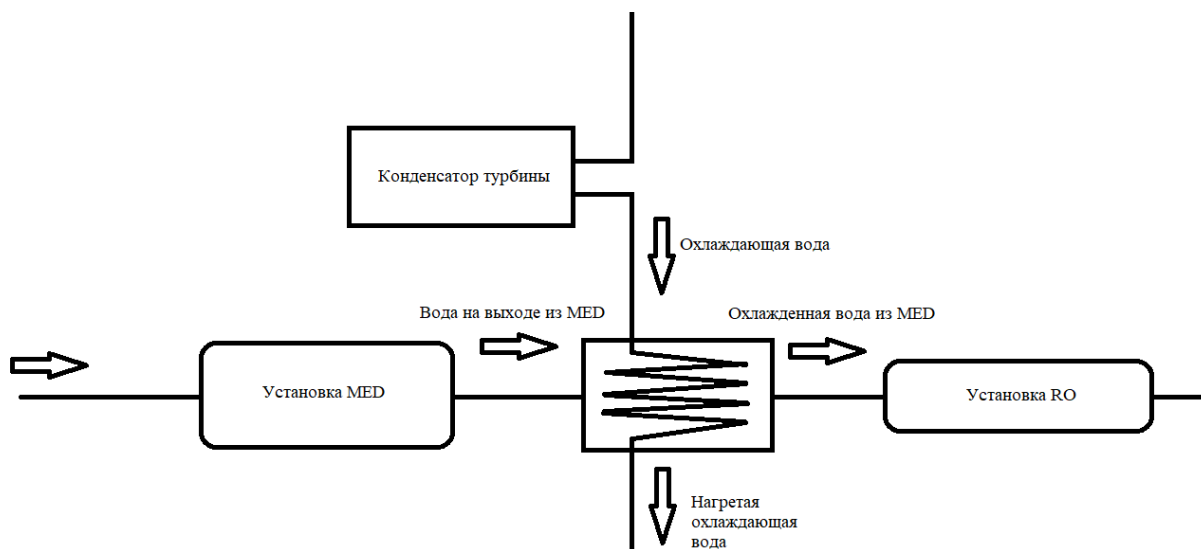 Конденсатор турбины
Охлаждающая вода
Вода на выходе из MED
Охлажденная вода из MED
Установка MED
Установка RO
Нагретая
охлаждающая
вода